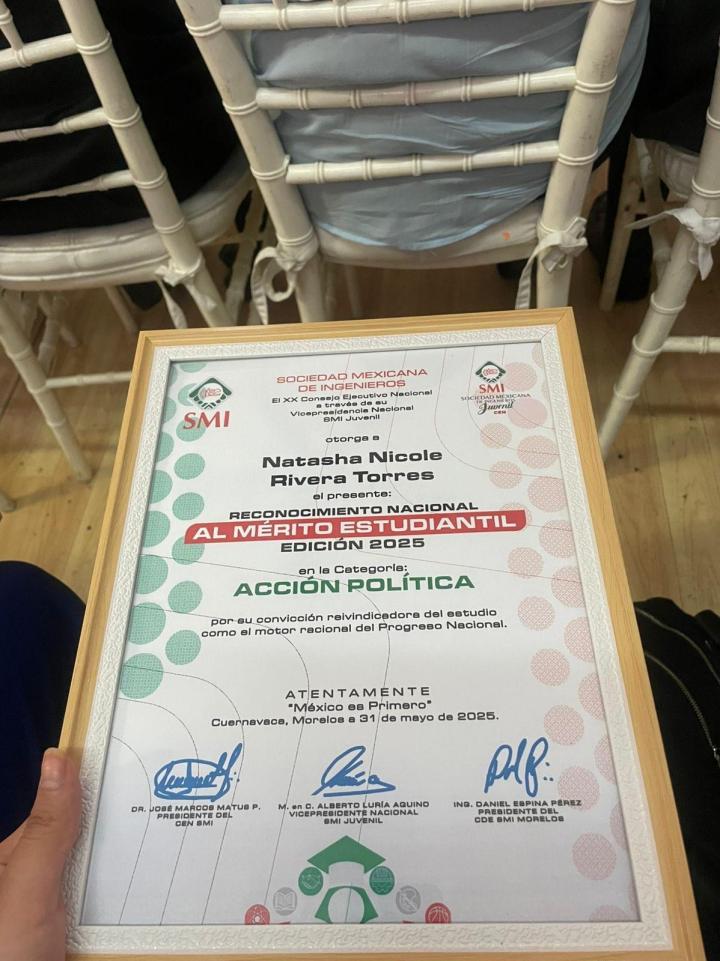 SOCIEDAD MEXICANA
DE INGENIEROS
El XX Consejo Ejecutivo Nacional
a través de su
Vicepresidencia Nacional
SMI Juvenil
SMI
SMI
SOCIEDAD MEXICANA
DE INGENIEROS
Juvenil
CEN
otorga a
Natasha Nicole
Rivera Torres
el presente:
RECONOCIMIENTO NACIONAL
AL MÉRITO ESTUDIANTIL
EDICIÓN 2025
en la Categoría:
ACCIÓN POLÍTICA
por su convicción reivindicadora del estudio
como el motor racional del Progreso Nacional.
ATENTAMENTE
"México es Primero"
Cuernavaca, Morelos a 31 de mayo de 2025.
DR. JOSÉ MARCOS MATUS P.
PRESIDENTE DEL
CEN SMI
M. en C. ALBERTO LURÍA AQUINO
VICEPRESIDENTE NACIONAL
SMI JUVENIL
ING. DANIEL ESPINA PÉREZ
PRESIDENTE DEL
CDE SMI MORELOS